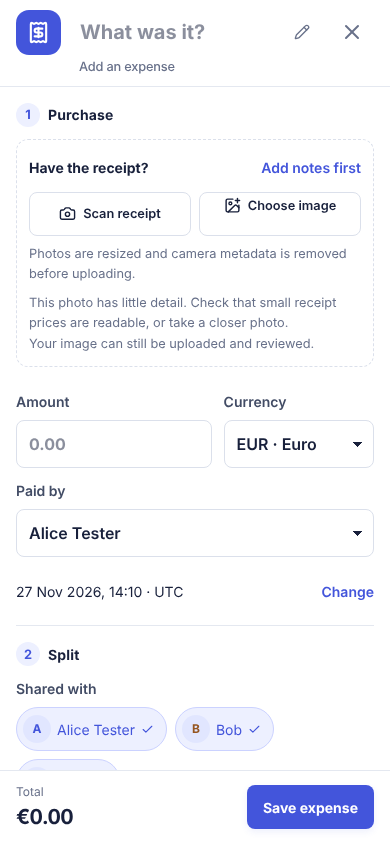 What was it?
Add an expense
1 Purchase
Have the receipt? Add notes first
Scan receipt Choose image
Photos are resized and camera metadata is removed
before uploading.
This photo has little detail. Check that small receipt
prices are readable, or take a closer photo.
Your image can still be uploaded and reviewed.
Amount Currency
0.00 EUR · Euro
Paid by
Alice Tester
27 Nov 2026, 14:10 · UTC Change
2 Split
Shared with
A Alice Tester B Bob
Total
€0.00 Save expense